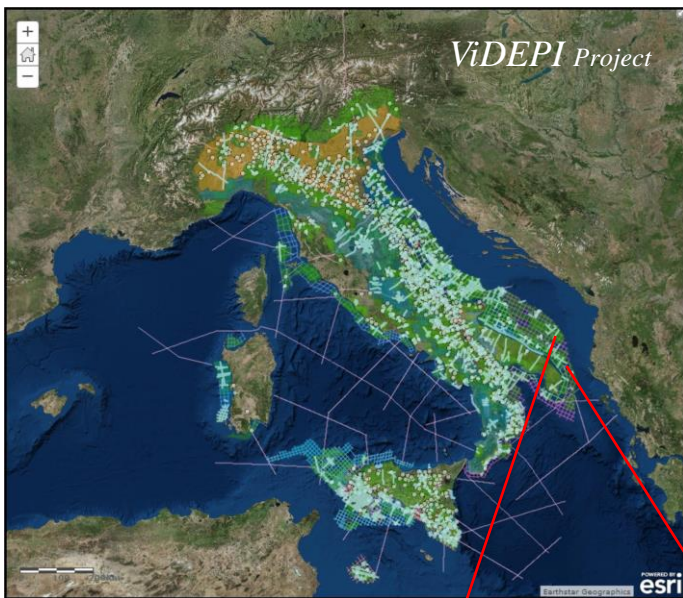 +
ViDEPI Project
−
POWERED BY
esri
Earthstar Geographics